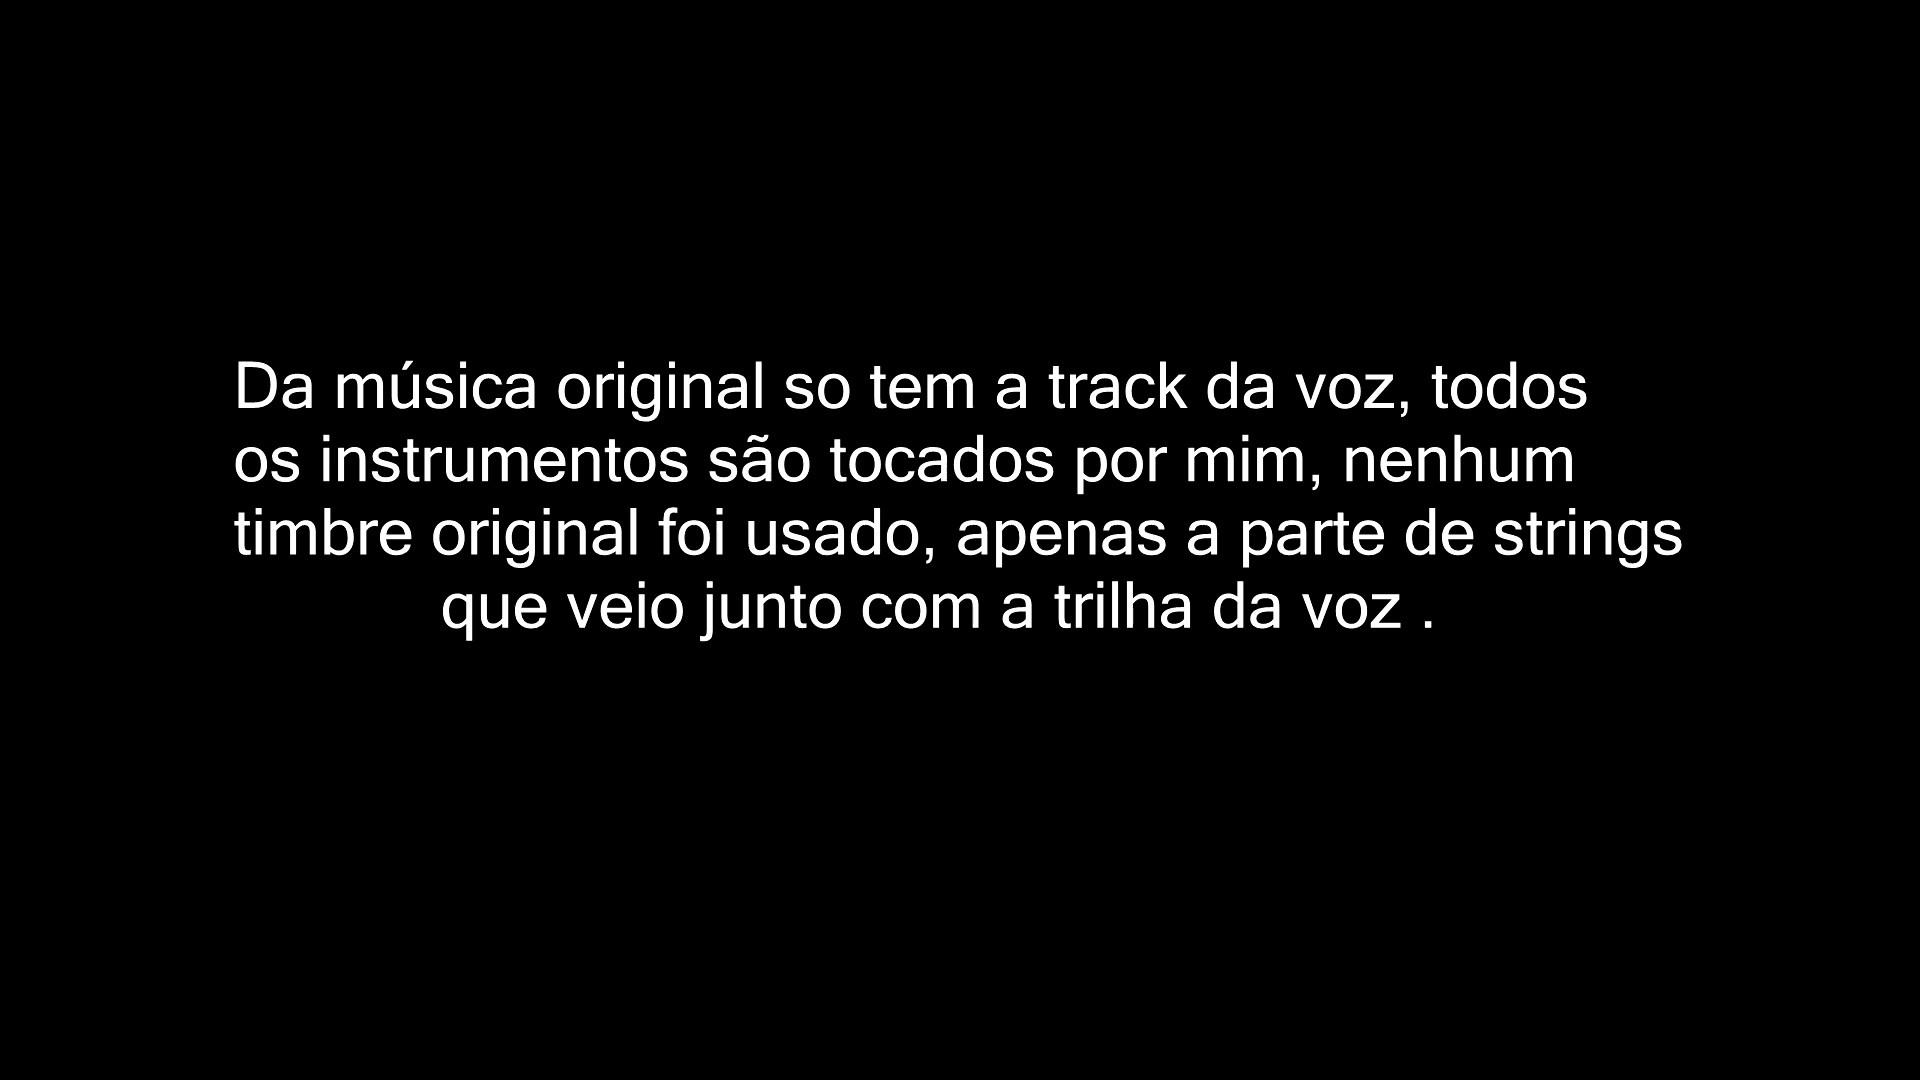 Da música original so tem a track da voz, todos
os instrumentos são tocados por mim, nenhum
timbre original foi usado, apenas a parte de strings
que veio junto com a trilha da voz .